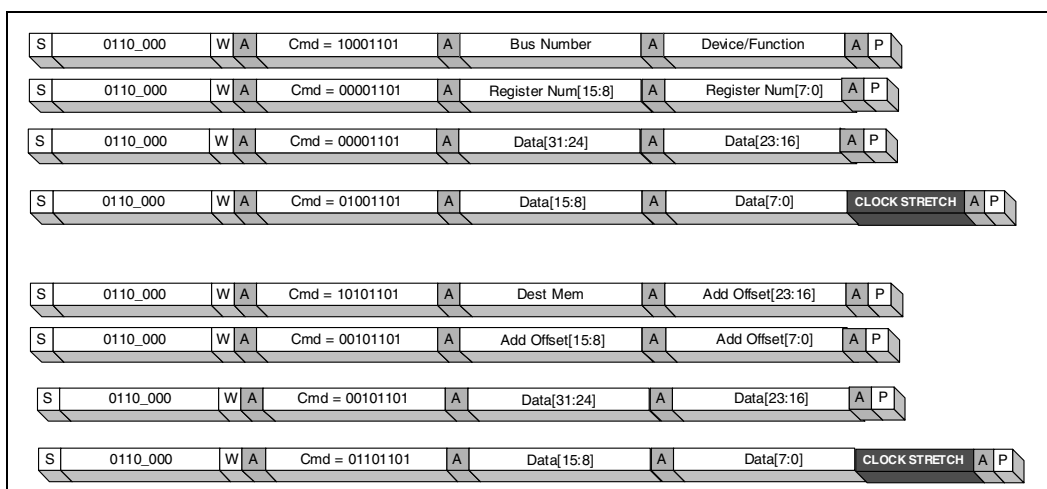 S 0110_000 W A Cmd = 10001101 A Bus Number A Device/Function A P
S 0110_000 W A Cmd = 00001101 A Register Num[15:8] A Register Num[7:0] A P
S 0110_000 W A Cmd = 00001101 A Data[31:24] A Data[23:16] A P
S 0110_000 W A Cmd = 01001101 A Data[15:8] A Data[7:0] CLOCK STRETCH A P
S 0110_000 W A Cmd = 10101101 A Dest Mem A Add Offset[23:16] A P
S 0110_000 W A Cmd = 00101101 A Add Offset[15:8] A Add Offset[7:0] A P
S 0110_000 W A Cmd = 00101101 A Data[31:24] A Data[23:16] A P
S 0110_000 W A Cmd = 01101101 A Data[15:8] A Data[7:0] CLOCK STRETCH A P